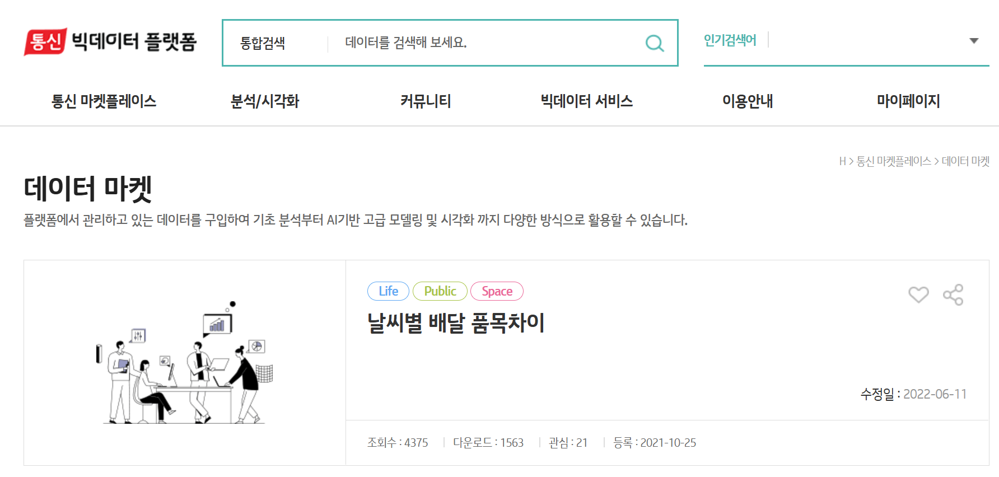 통신 빅데이터 플랫폼
통합검색 데이터를 검색해 보세요.
인기검색어
통신 마켓플레이스 분석/시각화 커뮤니티 빅데이터 서비스 이용안내 마이페이지
H > 통신 마켓플레이스 > 데이터 마켓
데이터 마켓
플랫폼에서 관리하고 있는 데이터를 구입하여 기초 분석부터 AI기반 고급 모델링 및 시각화 까지 다양한 방식으로 활용할 수 있습니다.
Life Public Space
날씨별 배달 품목차이
수정일 : 2022-06-11
조회수 : 4375 다운로드 : 1563 관심 : 21 등록 : 2021-10-25